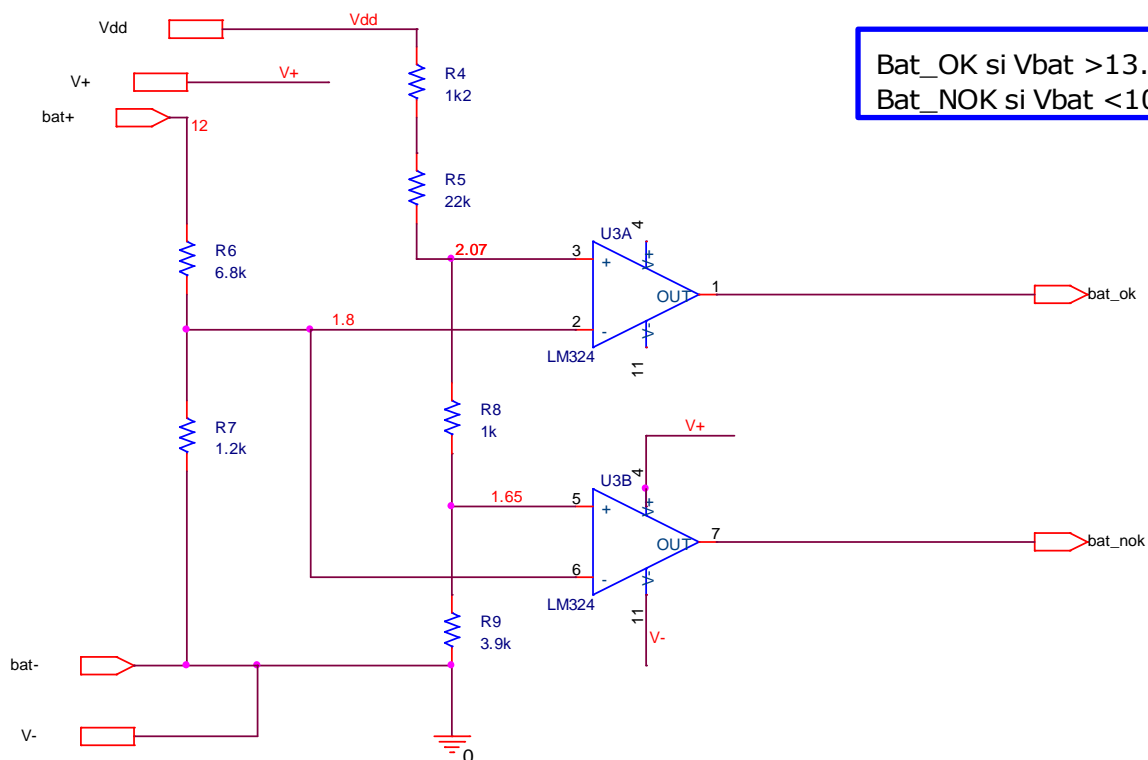 Vdd
Vdd
V+
V+
bat+
12
R4
1k2
R5
22k
Bat_OK si Vbat >13.
Bat_NOK si Vbat <10
R6
6.8k
2.07
3
+
U3A
4
V+
OUT
1
bat_ok
1.8
2
-
V-
11
LM324
R7
1.2k
R8
1k
V+
4
U3B
1.65
5
+
V+
OUT
7
bat_nok
6
-
V-
11
LM324
V-
R9
3.9k
bat-
V-
0